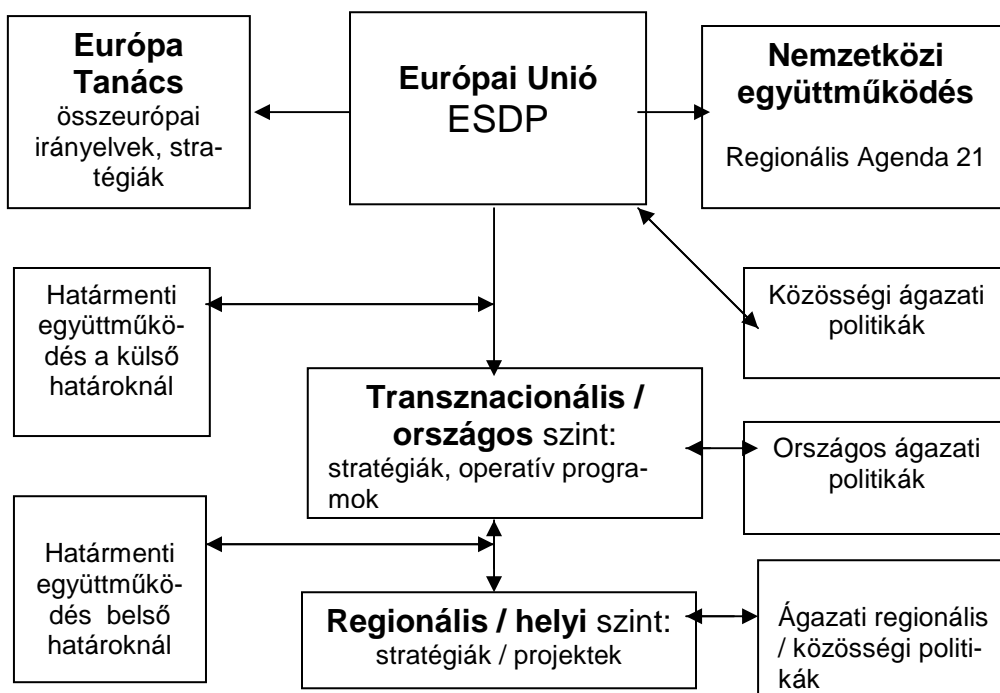 Európa
Tanács
összeurópai
irányelvek, stra-
tégiák
Európai Unió
ESDP
Nemzetközi
együttműködés
Regionális Agenda 21
Határmenti
együttműkö-
dés a külső
határoknál
Közösségi ágazati
politikák
Transznacionális /
országos szint:
stratégiák, operatív progra-
mok
Országos ágazati
politikák
Határmenti
együttműkö-
dés belső
határoknál
Regionális / helyi szint:
stratégiák / projektek
Ágazati regionális
/ közösségi politi-
kák